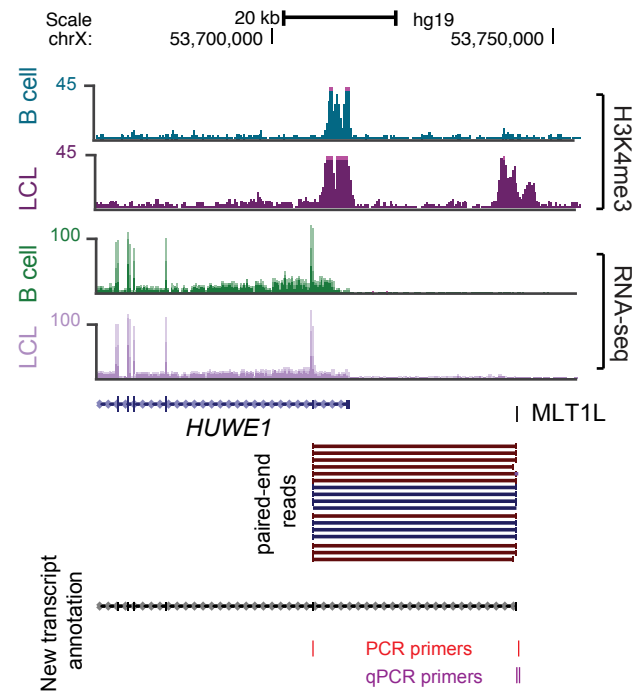 Scale 20 kb hg19
chrX: 53,700,000 53,750,000
B cell 45
H3K4me3
LCL 45
B cell 100
RNA-seq
LCL 100
HUWE1
MLT1L
paired-end
reads
New transcript
annotation
PCR primers
qPCR primers